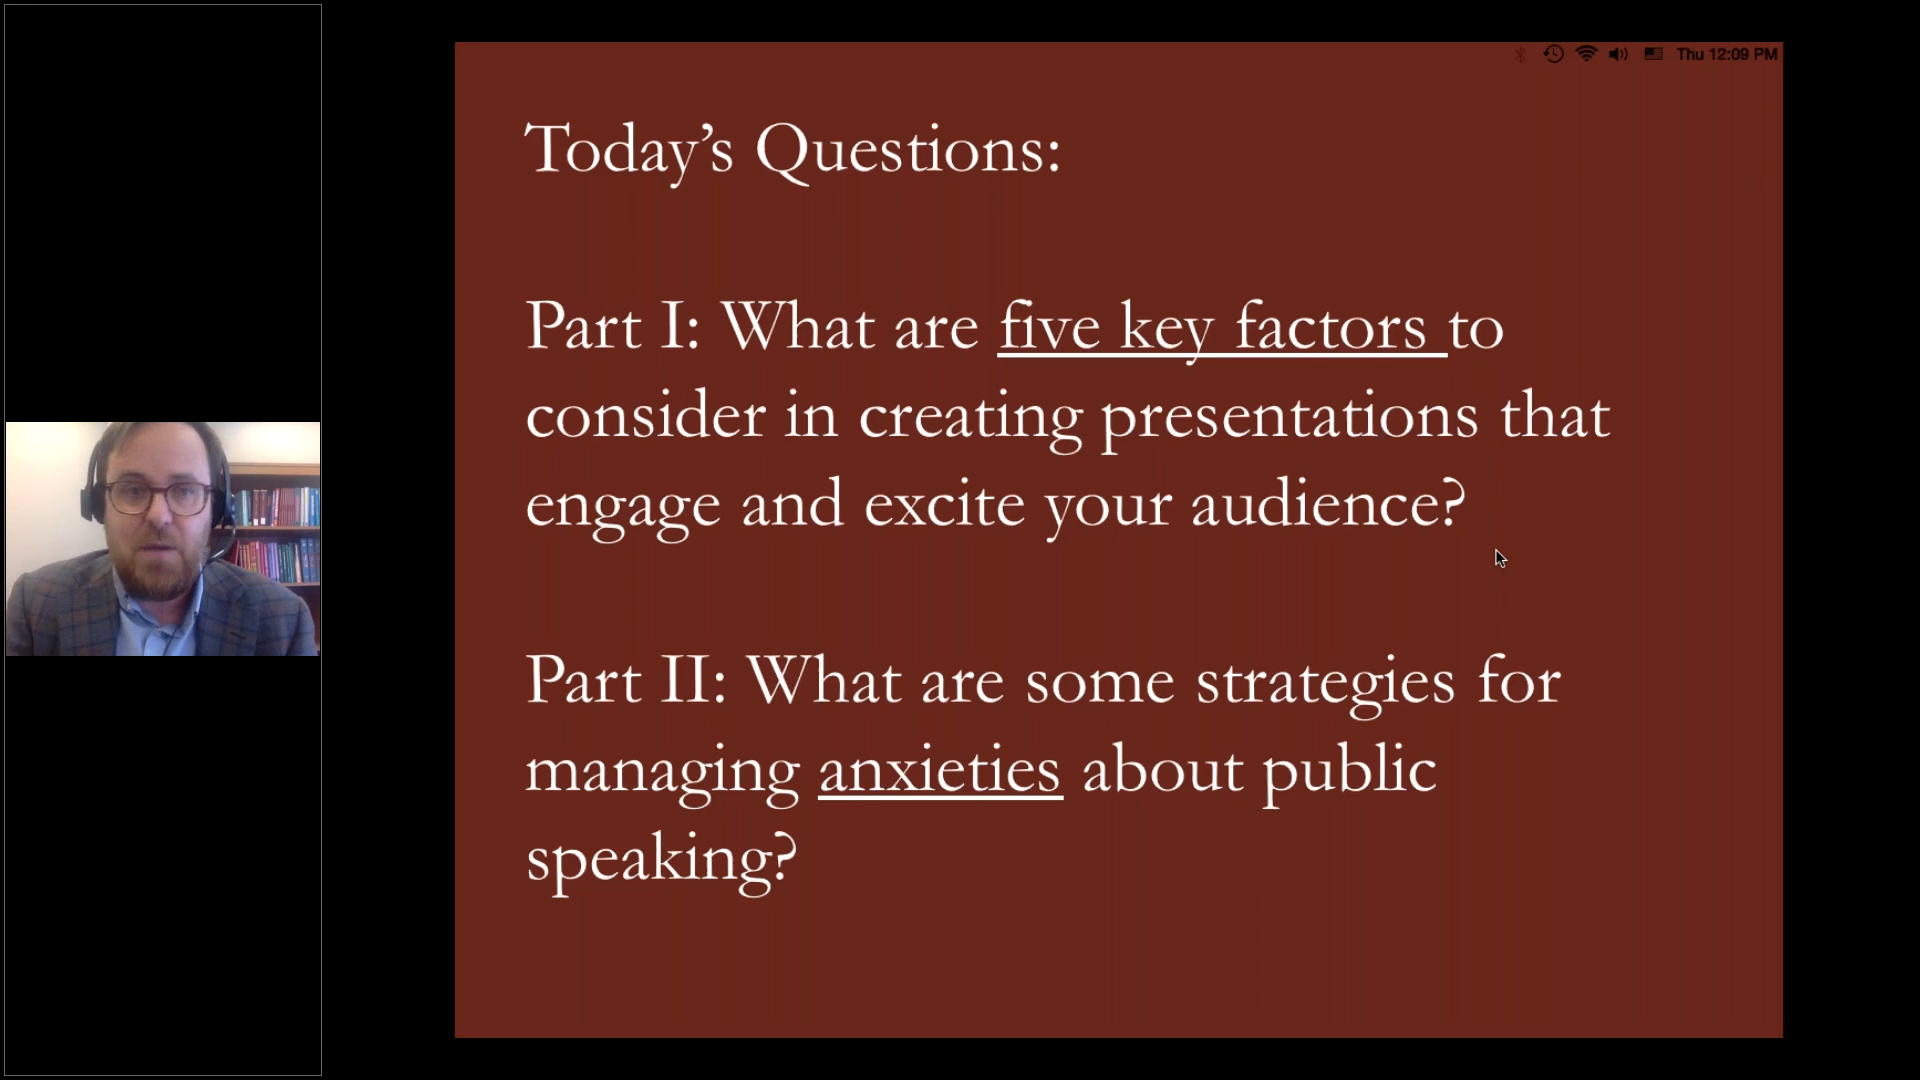 Thu 12:09 PM
Today’s Questions:
Part I: What are five key factors to
consider in creating presentations that
engage and excite your audience?
Part II: What are some strategies for
managing anxieties about public
speaking?